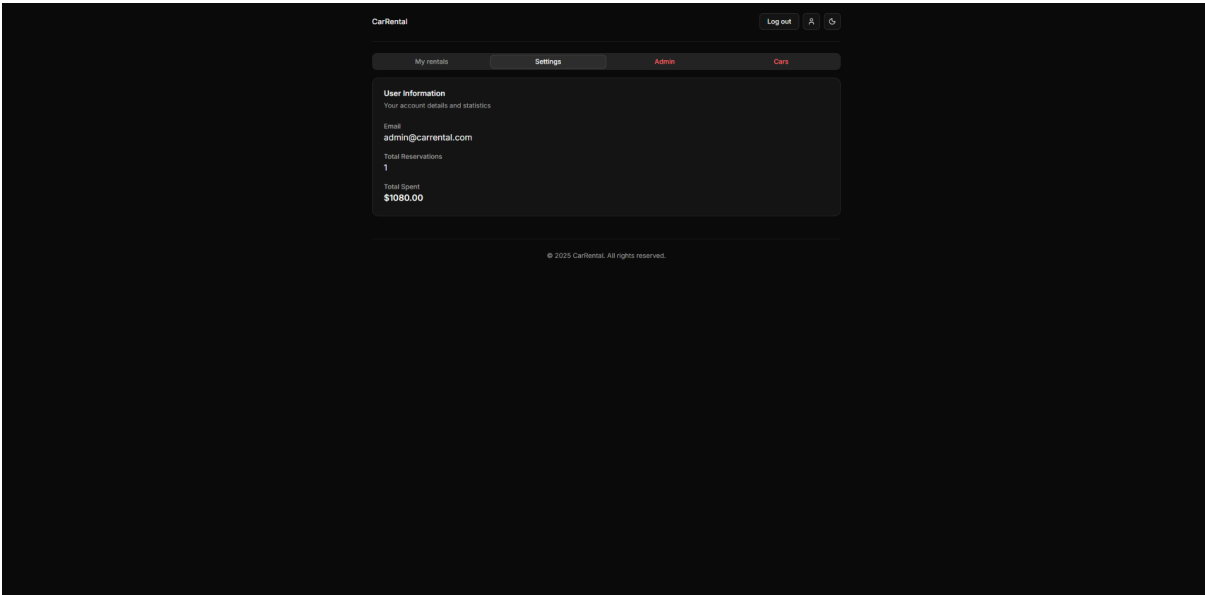 CarRental
Log out
My rentals Settings Admin Cars
User Information
Your account details and statistics
Email
admin@carrental.com
Total Reservations
1
Total Spent
$1080.00
© 2025 CarRental. All rights reserved.